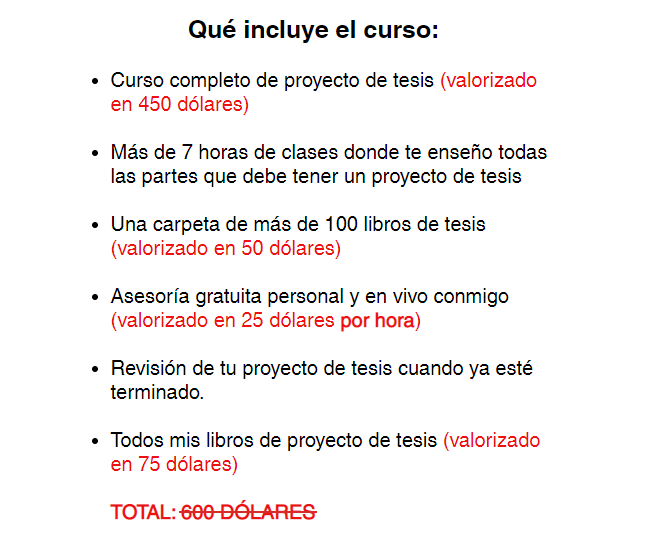 Qué incluye el curso:
• Curso completo de proyecto de tesis (valorizado
en 450 dólares)
• Más de 7 horas de clases donde te enseño todas
las partes que debe tener un proyecto de tesis
• Una carpeta de más de 100 libros de tesis
(valorizado en 50 dólares)
• Asesoría gratuita personal y en vivo conmigo
(valorizado en 25 dólares por hora)
• Revisión de tu proyecto de tesis cuando ya esté
terminado.
• Todos mis libros de proyecto de tesis (valorizado
en 75 dólares)
TOTAL: 600 DÓLARES